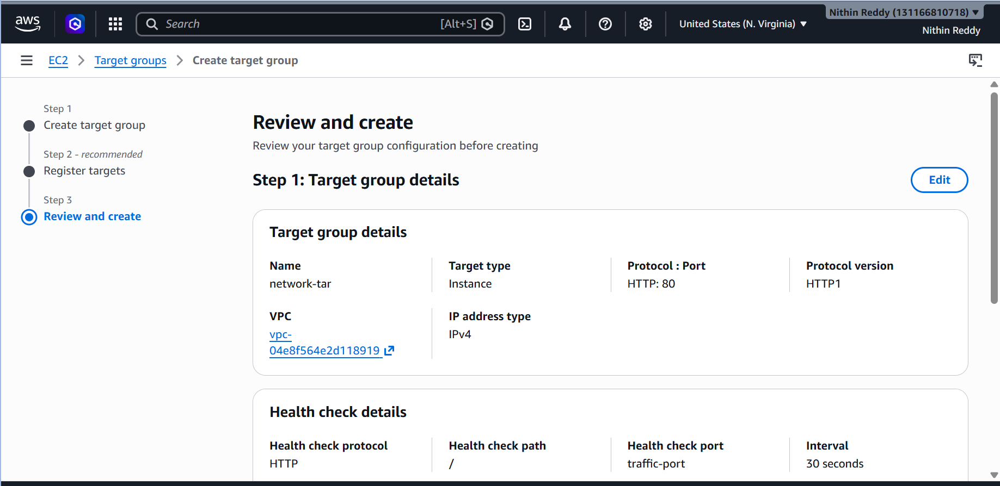 aws
Search [Alt+S]
United States (N. Virginia)
Nithin Reddy (131166810718)
Nithin Reddy
EC2 > Target groups > Create target group
Step 1
Create target group
Step 2 - recommended
Register targets
Step 3
Review and create
Review and create
Review your target group configuration before creating
Step 1: Target group details
Edit
Target group details
Name
network-tar
Target type
Instance
Protocol : Port
HTTP: 80
Protocol version
HTTP1
VPC
vpc-
04e8f564e2d118919
IP address type
IPv4
Health check details
Health check protocol
HTTP
Health check path
/
Health check port
traffic-port
Interval
30 seconds